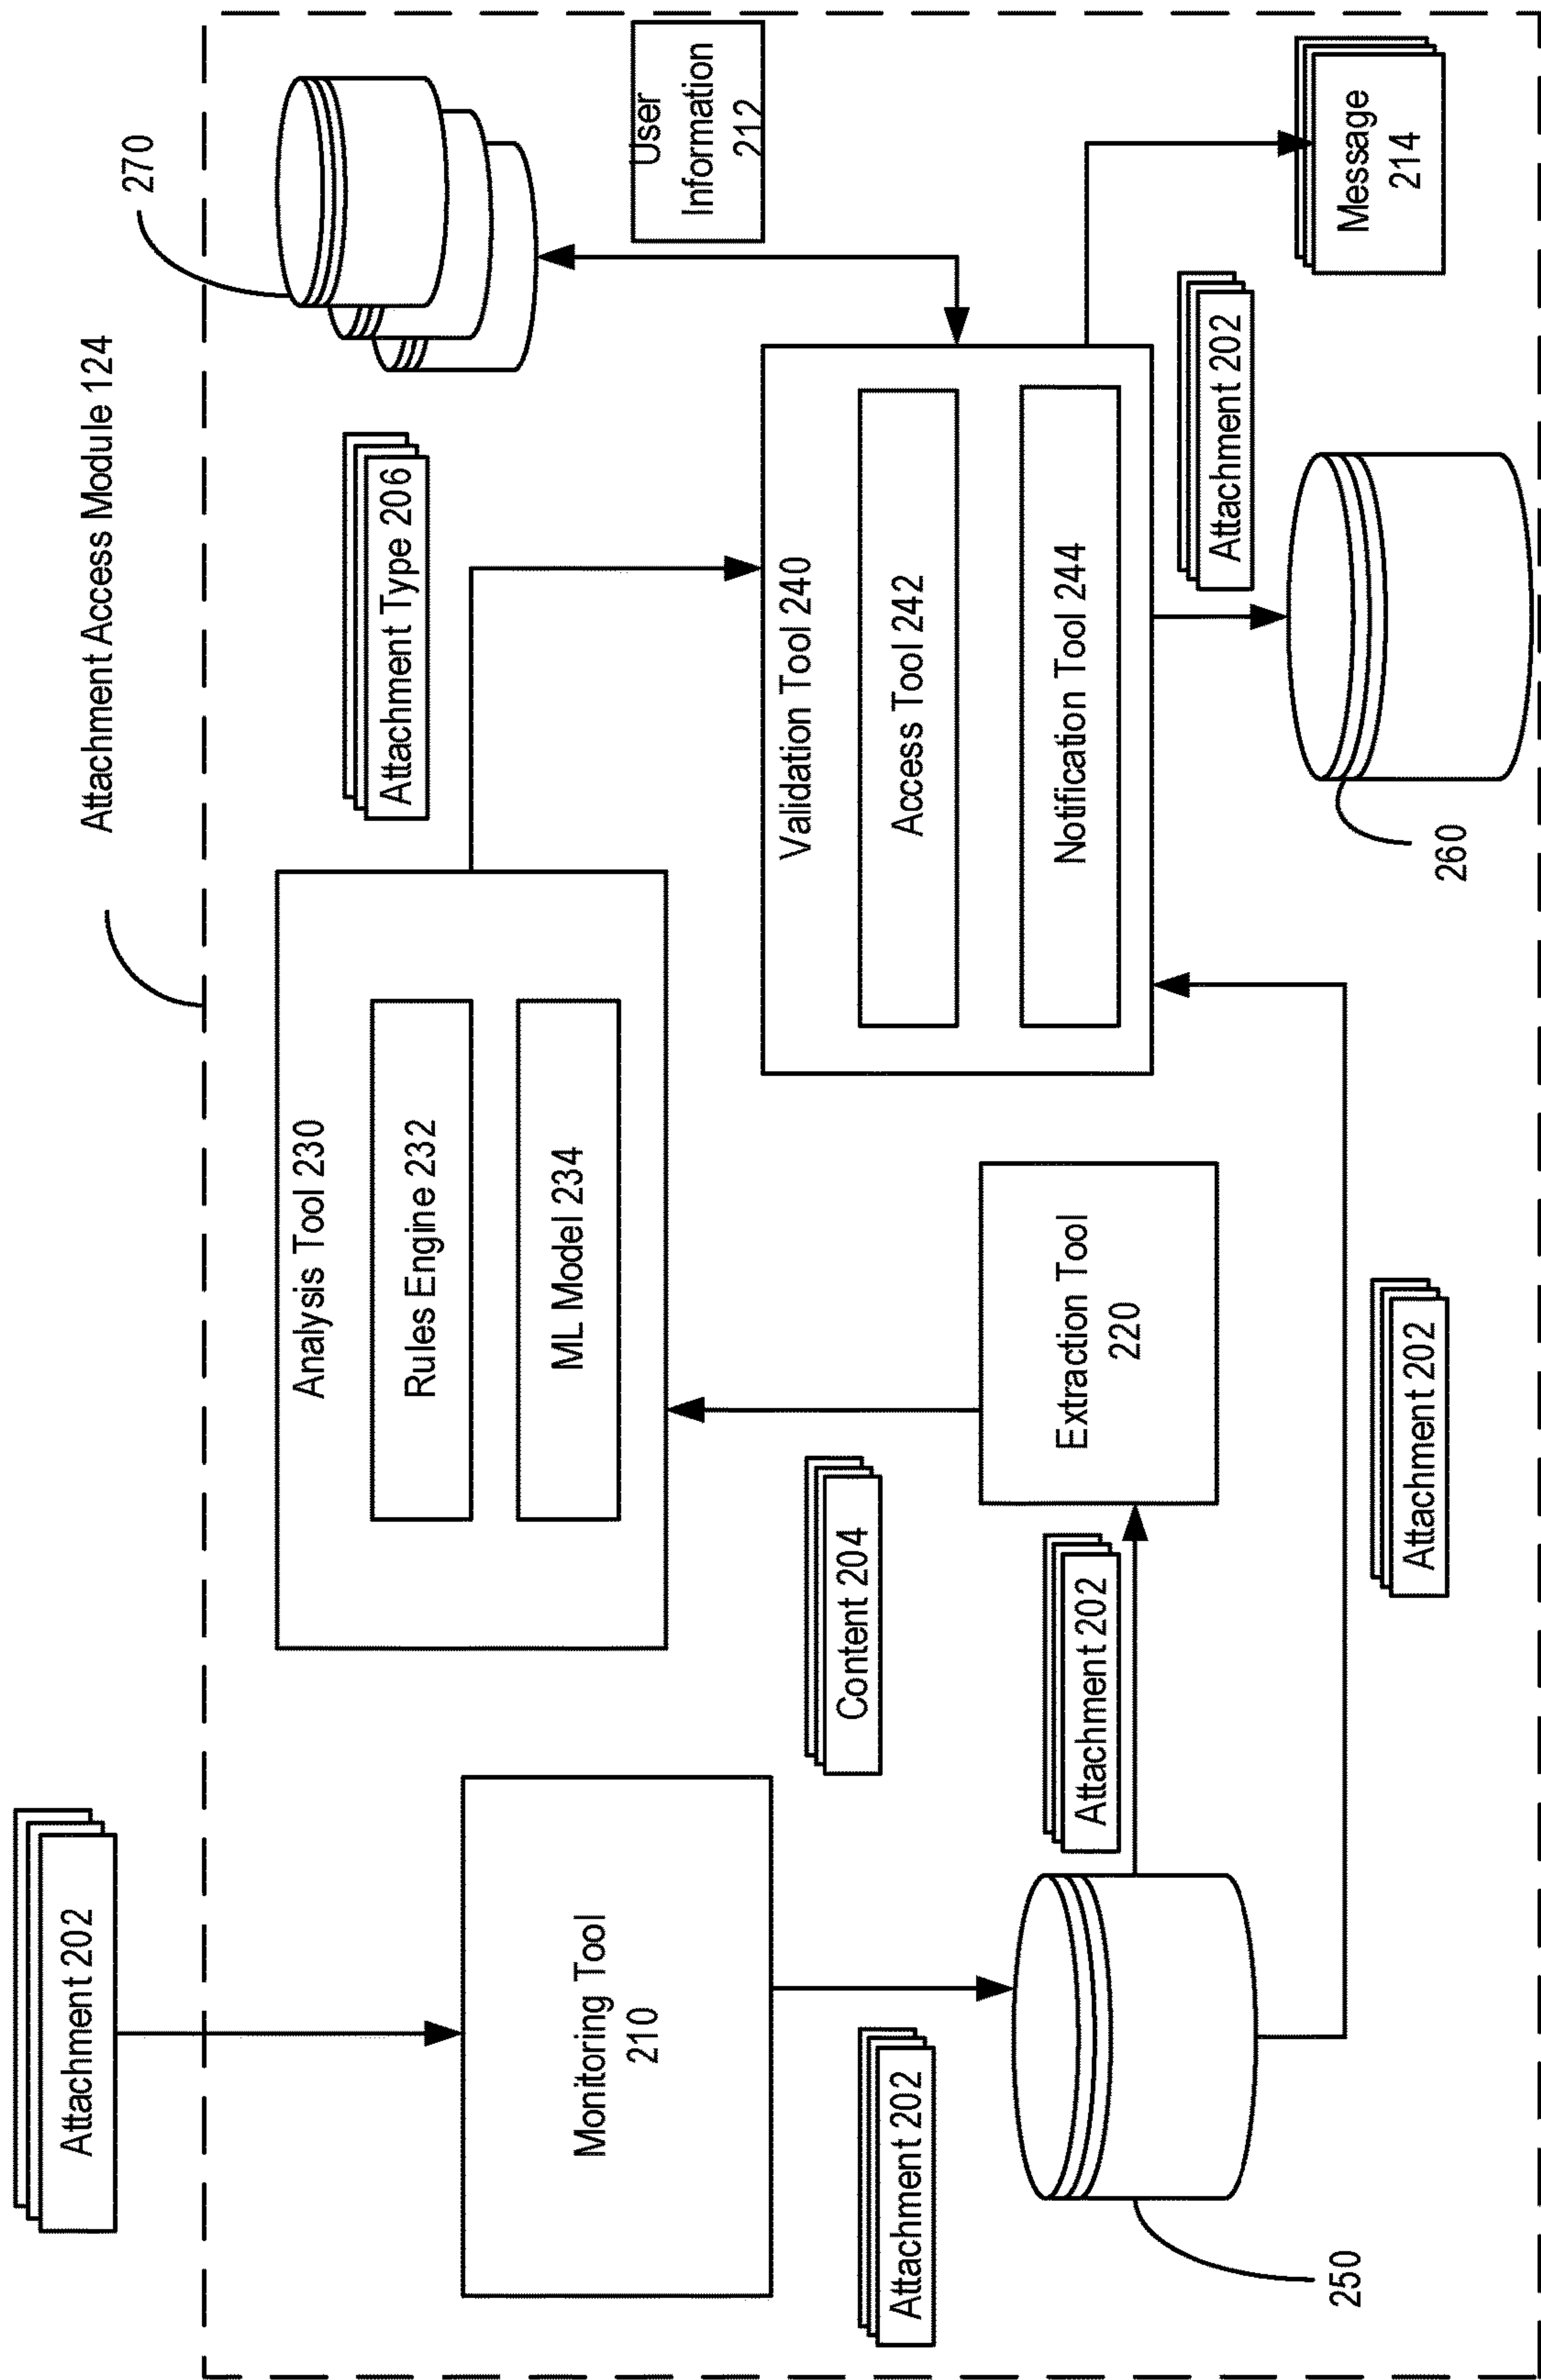 Attachment 202
Attachment Access Module 124
270
Monitoring Tool
210
Analysis Tool 230
Rules Engine 232
ML Model 234
Attachment Type 206
User
Information
212
Attachment 202
Content 204
Validation Tool 240
Access Tool 242
Notification Tool 244
Attachment 202
Extraction Tool
220
Attachment 202
Message
214
250
Attachment 202
260